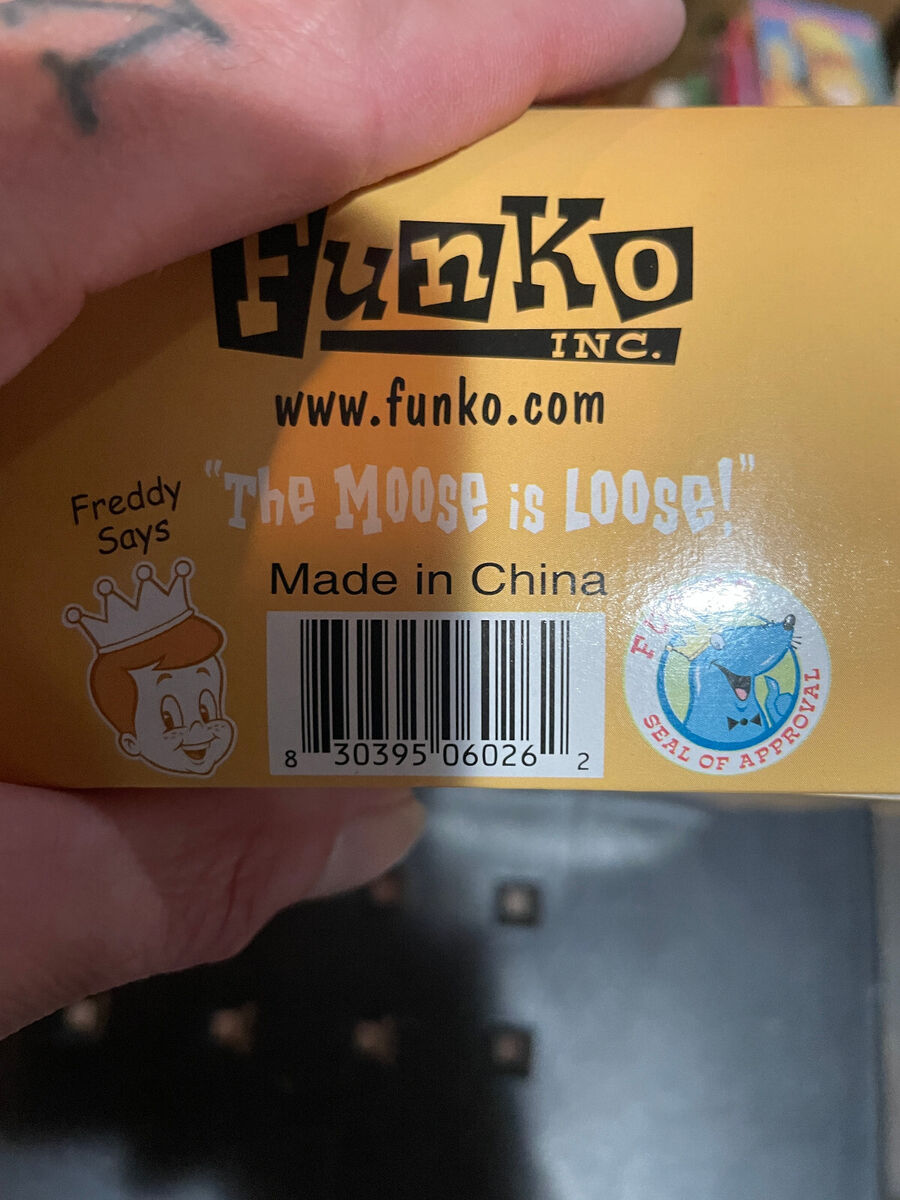 Funko
INC.
www.funko.com
Freddy
Says
"The Moose is Loose!"
Made in China
8 30395 06026 2
SEAL OF APPROVAL